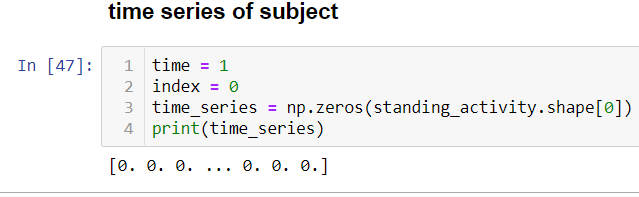 time series of subject
In [47]:
1 time = 1
2 index = 0
3 time_series = np.zeros(standing_activity.shape[0])
4 print(time_series)
[0. 0. 0. ... 0. 0. 0.]